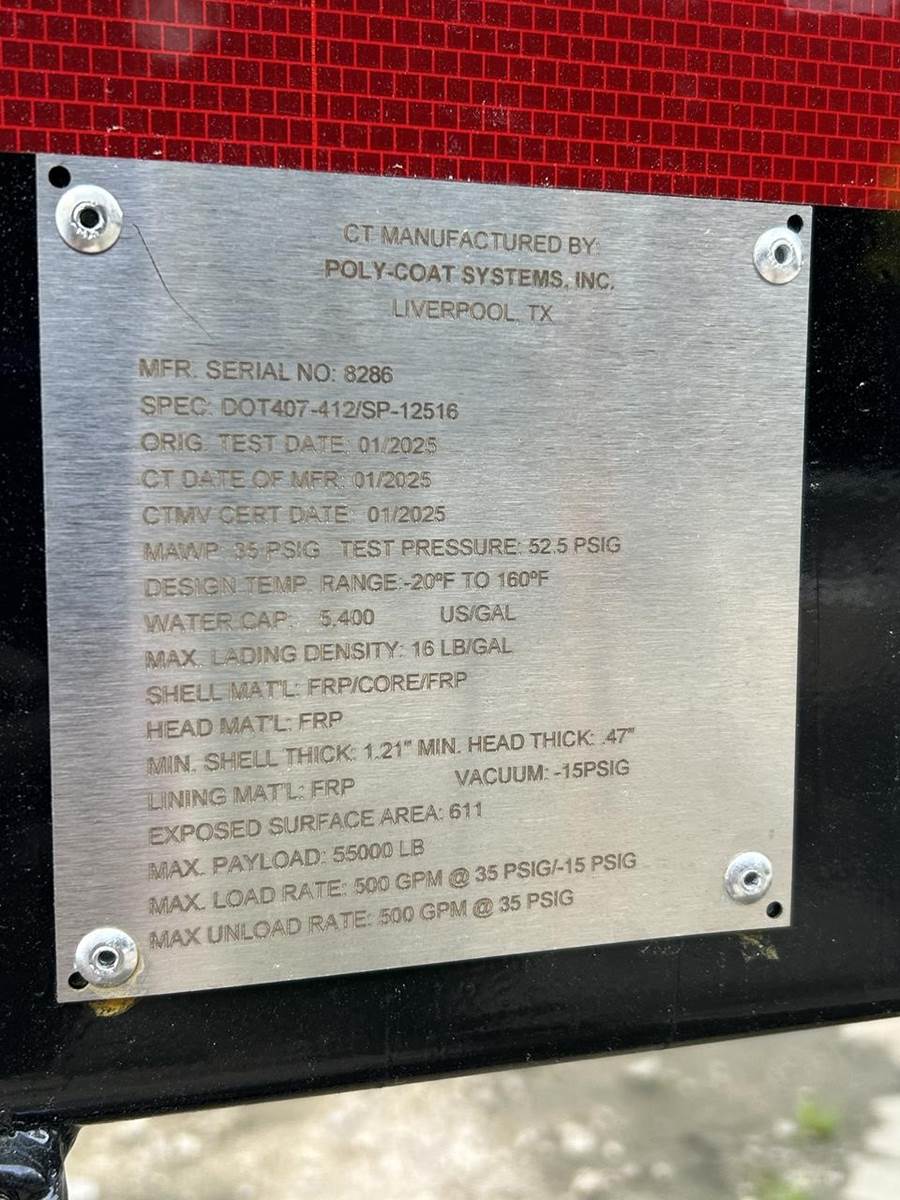 CT MANUFACTURED BY:
POLY-COAT SYSTEMS, INC.
LIVERPOOL, TX
MFR. SERIAL NO: 8286
SPEC: DOT407-412/SP-12516
ORIG. TEST DATE: 01/2025
CT DATE OF MFR: 01/2025
CTMV CERT DATE: 01/2025
MAWP: 35 PSIG TEST PRESSURE: 52.5 PSIG
DESIGN TEMP. RANGE:-20ºF TO 160ºF
WATER CAP: 5.400 US/GAL
MAX. LADING DENSITY: 16 LB/GAL
SHELL MAT'L: FRP/CORE/FRP
HEAD MAT'L: FRP
MIN. SHELL THICK: 1.21" MIN. HEAD THICK: .47"
LINING MAT'L: FRP VACUUM: -15PSIG
EXPOSED SURFACE AREA: 611
MAX. PAYLOAD: 55000 LB
MAX. LOAD RATE: 500 GPM @ 35 PSIG/-15 PSIG
MAX UNLOAD RATE: 500 GPM @ 35 PSIG